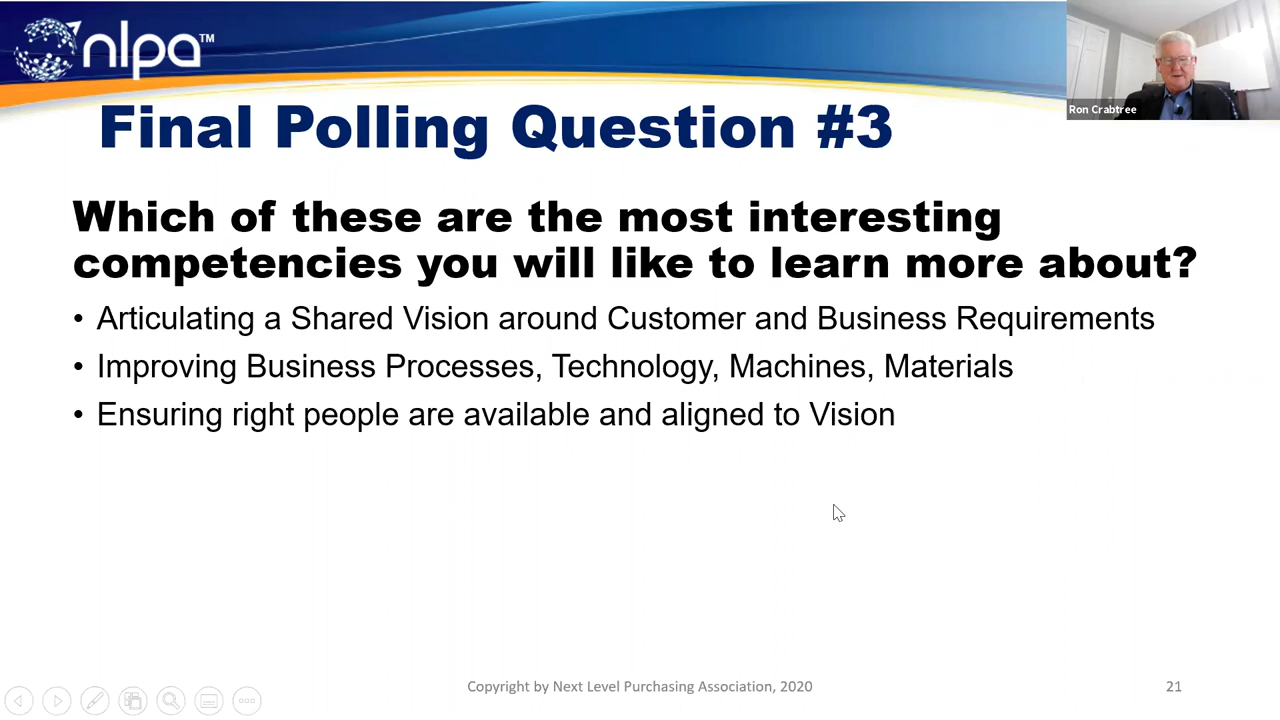 nlpa™
Ron Crabtree
Final Polling Question #3
Which of these are the most interesting
competencies you will like to learn more about?
• Articulating a Shared Vision around Customer and Business Requirements
• Improving Business Processes, Technology, Machines, Materials
• Ensuring right people are available and aligned to Vision
Copyright by Next Level Purchasing Association, 2020
21